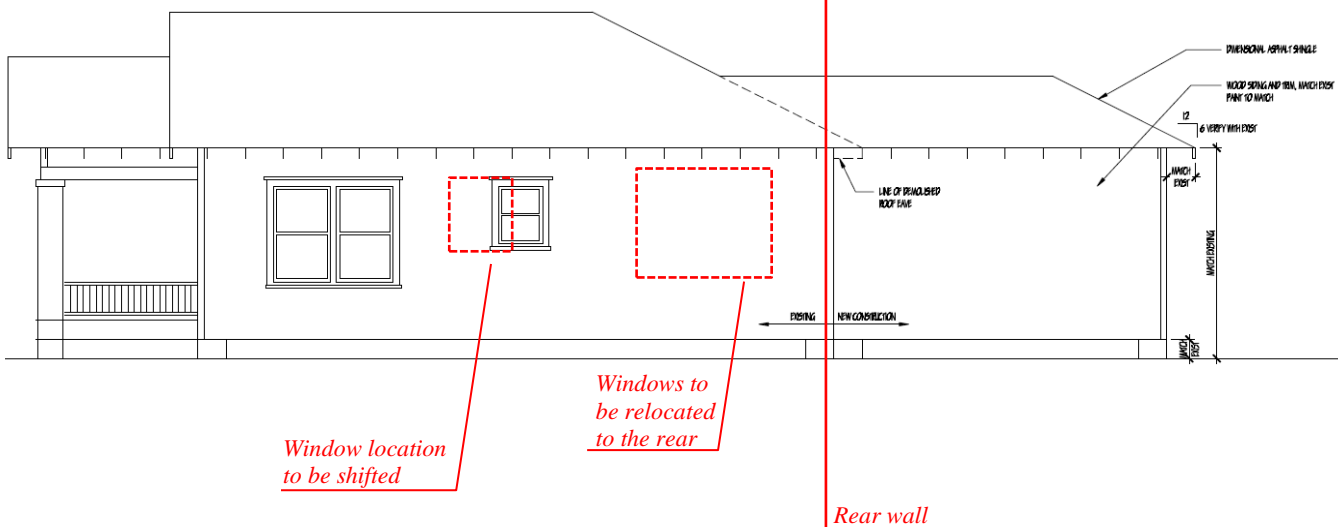 DIMENSIONAL ASPHALT SHINGLE
WOOD SIDING AND TRIM, MATCH EXIST
PAINT TO MATCH
12
6 VERIFY WITH EXIST
MATCH
EXIST
LINE OF DEMOLISHED
ROOF EAVE
MATCH EXISTING
EXISTING
NEW CONSTRUCTION
MATCH
EXIST
Windows to
be relocated
to the rear
Window location
to be shifted
Rear wall